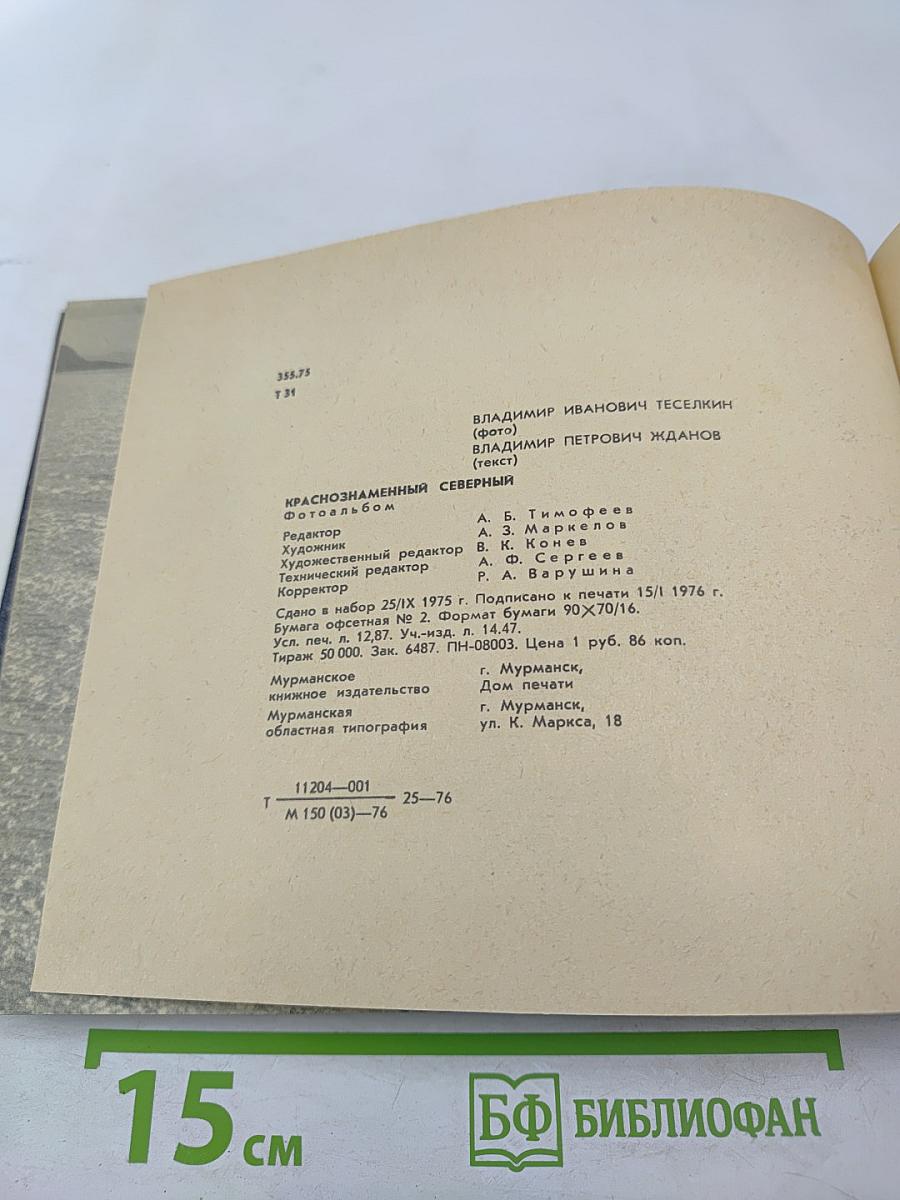 355.75
Т 31
ВЛАДИМИР ИВАНОВИЧ ТЕСЕЛКИН
(фото)
ВЛАДИМИР ПЕТРОВИЧ ЖДАНОВ
(текст)
КРАСНОЗНАМЕННЫЙ СЕВЕРНЫЙ
Фотоальбом
Редактор А. Б. Тимофеев
Художник А. З. Маркелов
Художественный редактор В. К. Конев
Технический редактор А. Ф. Сергеев
Корректор Р. А. Варушина
Сдано в набор 25/IX 1975 г. Подписано к печати 15/I 1976 г.
Бумага офсетная № 2. Формат бумаги 90×70/16.
Усл. печ. л. 12,87. Уч.-изд. л. 14.47.
Тираж 50 000. Зак. 6487. ПН-08003. Цена 1 руб. 86 коп.
Мурманское г. Мурманск,
книжное издательство Дом печати
Мурманская г. Мурманск,
областная типография ул. К. Маркса, 18
11204—001
Т 25—76
М 150 (03)—76
15 см
БФ БИБЛИОФАН